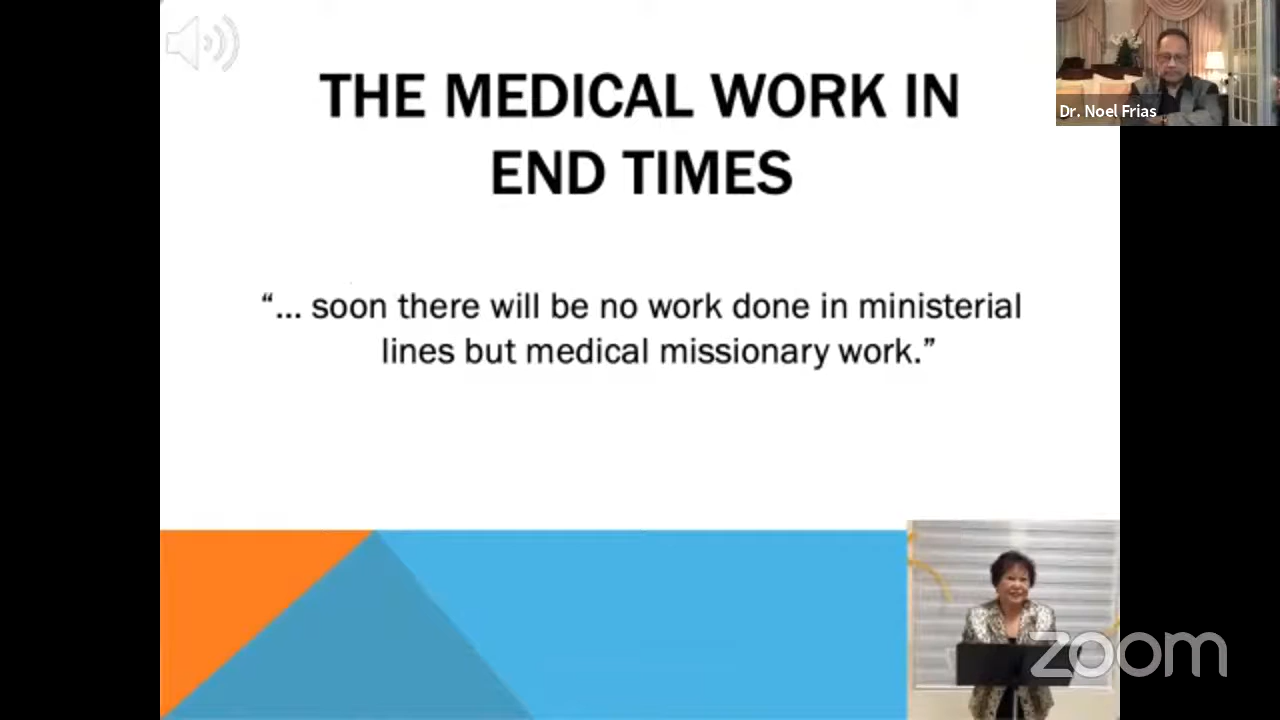 THE MEDICAL WORK IN
END TIMES
Dr. Noel Frias
“... soon there will be no work done in ministerial
lines but medical missionary work.”
zoom